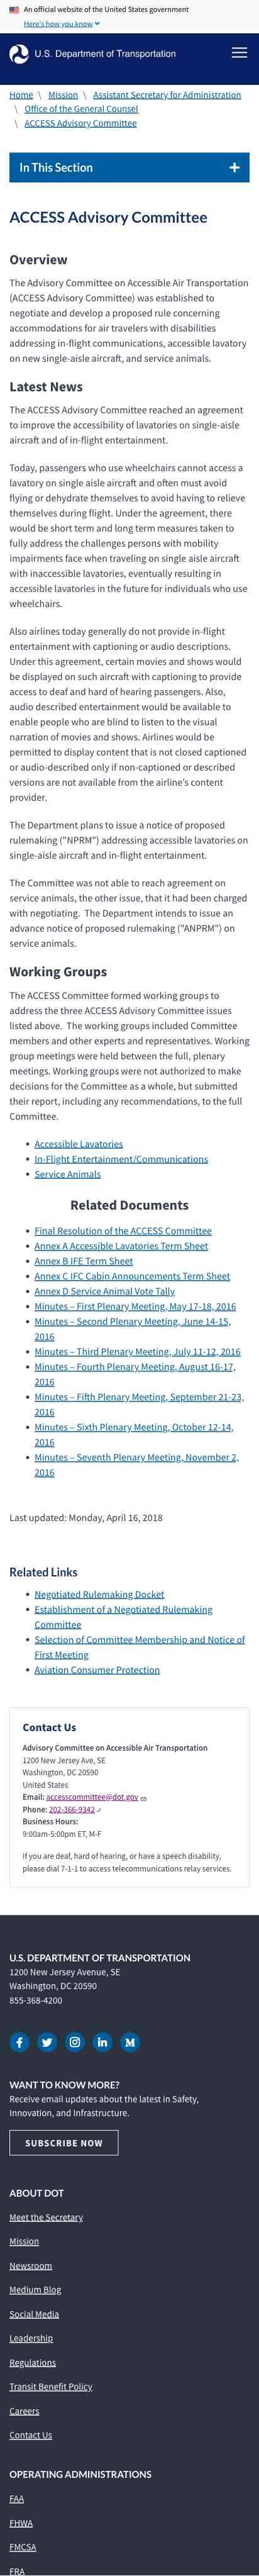 An official website of the United States government
Here's how you know
U.S. Department of Transportation
Home \ Mission \ Assistant Secretary for Administration
\ Office of the General Counsel
\ ACCESS Advisory Committee
In This Section
ACCESS Advisory Committee
Overview
The Advisory Committee on Accessible Air Transportation
(ACCESS Advisory Committee) was established to
negotiate and develop a proposed rule concerning
accommodations for air travelers with disabilities
addressing in-flight communications, accessible lavatory
on new single-aisle aircraft, and service animals.
Latest News
The ACCESS Advisory Committee reached an agreement
to improve the accessibility of lavatories on single-aisle
aircraft and of in-flight entertainment.
Today, passengers who use wheelchairs cannot access a
lavatory on single aisle aircraft and often must avoid
flying or dehydrate themselves to avoid having to relieve
themselves during flight. Under the agreement, there
would be short term and long term measures taken to
fully address the challenges persons with mobility
impairments face when traveling on single aisle aircraft
with inaccessible lavatories, eventually resulting in
accessible lavatories in the future for individuals who use
wheelchairs.
Also airlines today generally do not provide in-flight
entertainment with captioning or audio descriptions.
Under this agreement, certain movies and shows would
be displayed on such aircraft with captioning to provide
access to deaf and hard of hearing passengers. Also,
audio described entertainment would be available to
enable people who are blind to listen to the visual
narration of movies and shows. Airlines would be
permitted to display content that is not closed captioned
or audio-described only if non-captioned or described
versions are not available from the airline's content
provider.
The Department plans to issue a notice of proposed
rulemaking ("NPRM") addressing accessible lavatories on
single-aisle aircraft and in-flight entertainment.
The Committee was not able to reach agreement on
service animals, the other issue, that it had been charged
with negotiating. The Department intends to issue an
advance notice of proposed rulemaking ("ANPRM") on
service animals.
Working Groups
The ACCESS Committee formed working groups to
address the three ACCESS Advisory Committee issues
listed above. The working groups included Committee
members and other experts and representatives. Working
group meetings were held between the full, plenary
meetings. Working groups were not authorized to make
decisions for the Committee as a whole, but submitted
their report, including any recommendations, to the full
Committee.
• Accessible Lavatories
• In-Flight Entertainment/Communications
• Service Animals
Related Documents
• Final Resolution of the ACCESS Committee
• Annex A Accessible Lavatories Term Sheet
• Annex B IFE Term Sheet
• Annex C IFC Cabin Announcements Term Sheet
• Annex D Service Animal Vote Tally
• Minutes – First Plenary Meeting, May 17-18, 2016
• Minutes – Second Plenary Meeting, June 14-15,
2016
• Minutes – Third Plenary Meeting, July 11-12, 2016
• Minutes – Fourth Plenary Meeting, August 16-17,
2016
• Minutes – Fifth Plenary Meeting, September 21-23,
2016
• Minutes – Sixth Plenary Meeting, October 12-14,
2016
• Minutes – Seventh Plenary Meeting, November 2,
2016
Last updated: Monday, April 16, 2018
Related Links
• Negotiated Rulemaking Docket
• Establishment of a Negotiated Rulemaking
Committee
• Selection of Committee Membership and Notice of
First Meeting
• Aviation Consumer Protection
Contact Us
Advisory Committee on Accessible Air Transportation
1200 New Jersey Ave, SE
Washington, DC 20590
United States
Email: accesscommittee@dot.gov
Phone: 202-366-9342
Business Hours:
9:00am-5:00pm ET, M-F
If you are deaf, hard of hearing, or have a speech disability,
please dial 7-1-1 to access telecommunications relay services.
U.S. DEPARTMENT OF TRANSPORTATION
1200 New Jersey Avenue, SE
Washington, DC 20590
855-368-4200
WANT TO KNOW MORE?
Receive email updates about the latest in Safety,
Innovation, and Infrastructure.
SUBSCRIBE NOW
ABOUT DOT
Meet the Secretary
Mission
Newsroom
Medium Blog
Social Media
Leadership
Regulations
Transit Benefit Policy
Careers
Contact Us
OPERATING ADMINISTRATIONS
FAA
FHWA
FMCSA
FRA